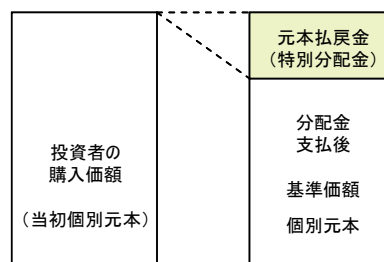 投資者の
購入価額
（当初個別元本）
元本払戻金
（特別分配金）
分配金
支払後
基準価額
個別元本